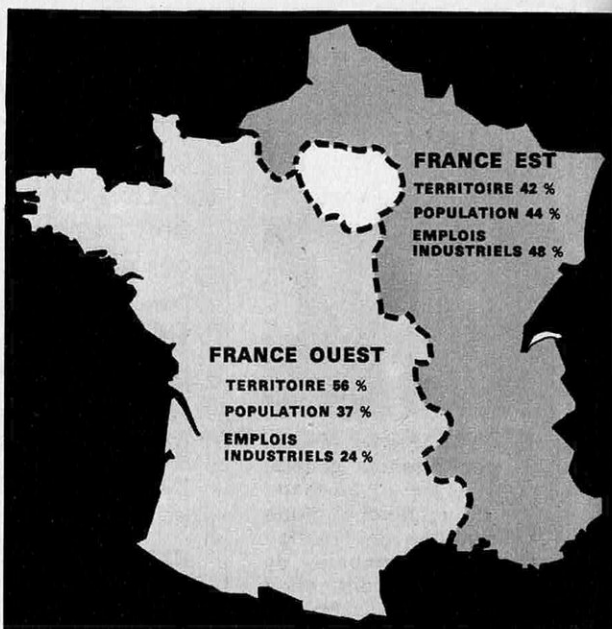 FRANCE EST
TERRITOIRE 42 %
POPULATION 44 %
EMPLOIS
INDUSTRIELS 48 %
FRANCE OUEST
TERRITOIRE 56 %
POPULATION 37 %
EMPLOIS
INDUSTRIELS 24 %